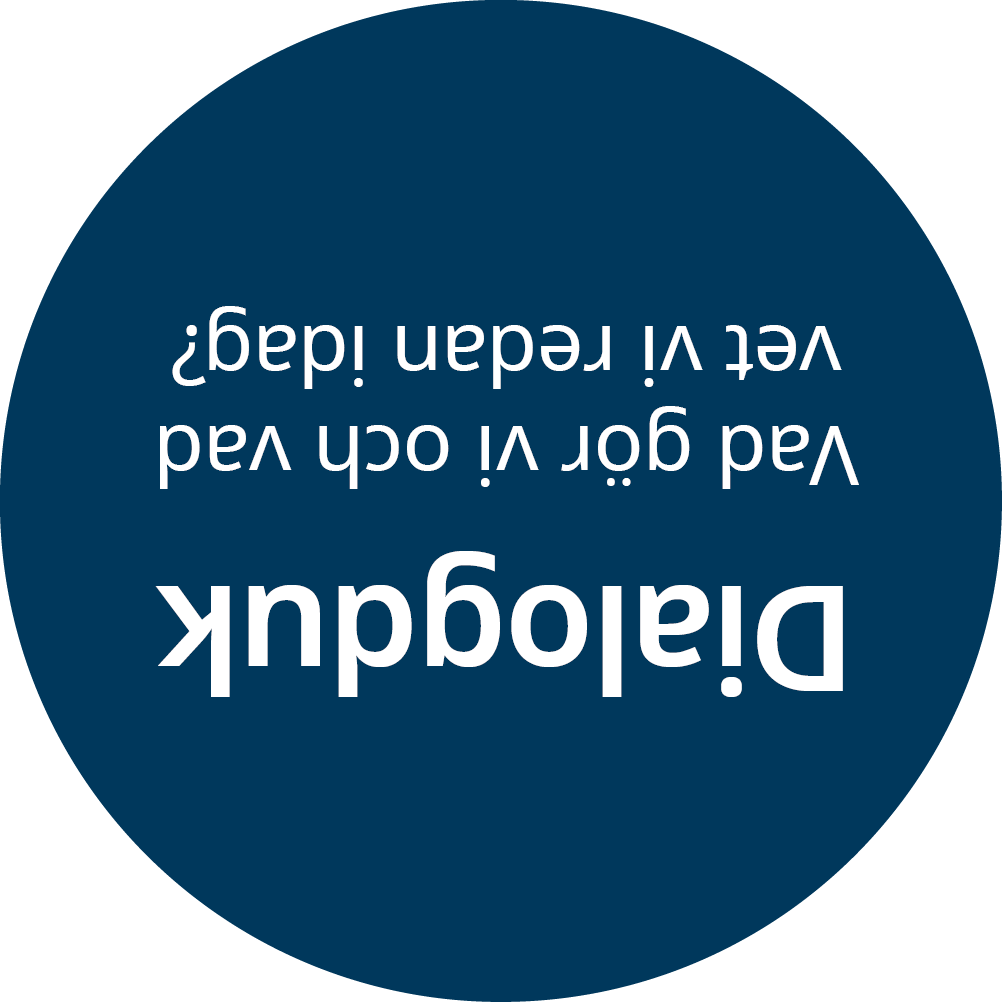 Dialogduk
Vad gör vi och vad
vet vi redan idag?